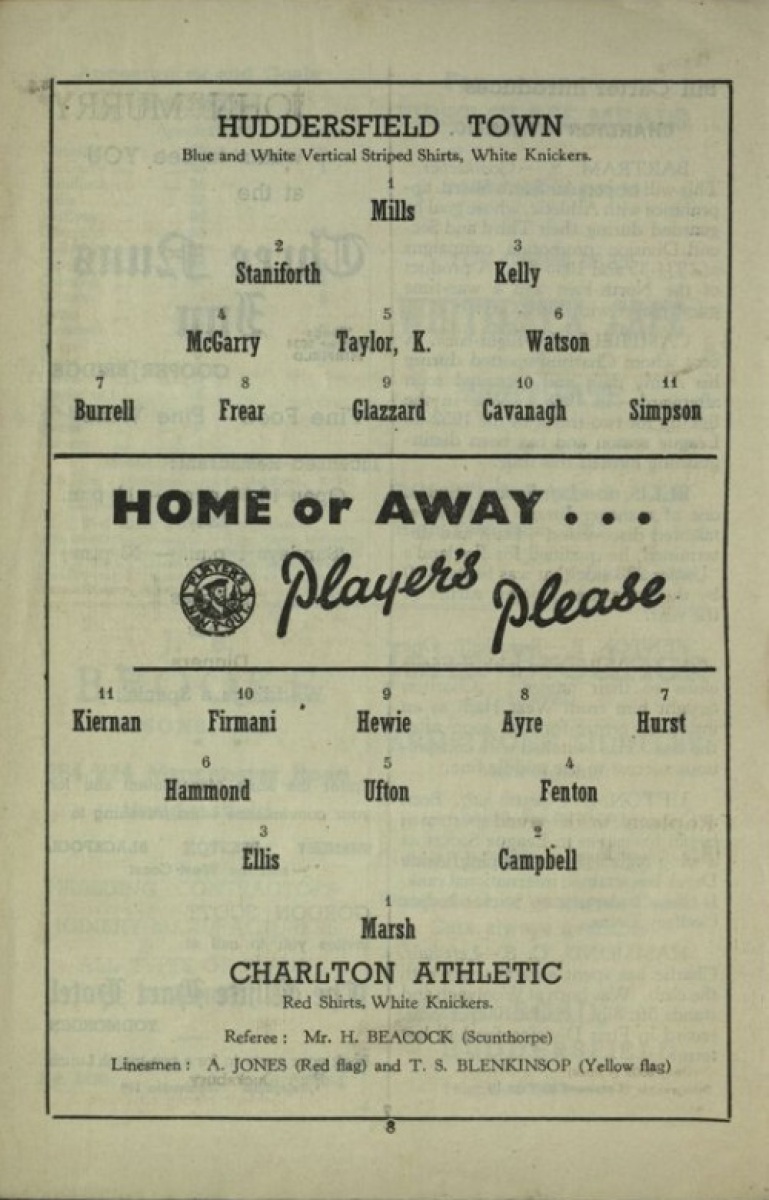 HUDDERSFIELD TOWN
Blue and White Vertical Striped Shirts, White Knickers.
1
Mills
2 3
Staniforth Kelly
4 5 6
McGarry Taylor, K. Watson
7 8 9 10 11
Burrell Frear Glazzard Cavanagh Simpson
HOME or AWAY . . .
PLAYER'S NAVY CUT
Player's Please
11 10 9 8 7
Kiernan Firmani Hewie Ayre Hurst
6 5 4
Hammond Ufton Fenton
3 2
Ellis Campbell
1
Marsh
CHARLTON ATHLETIC
Red Shirts, White Knickers.
Referee : Mr. H. BEACOCK (Scunthorpe)
Linesmen : A. JONES (Red flag) and T. S. BLENKINSOP (Yellow flag)
8